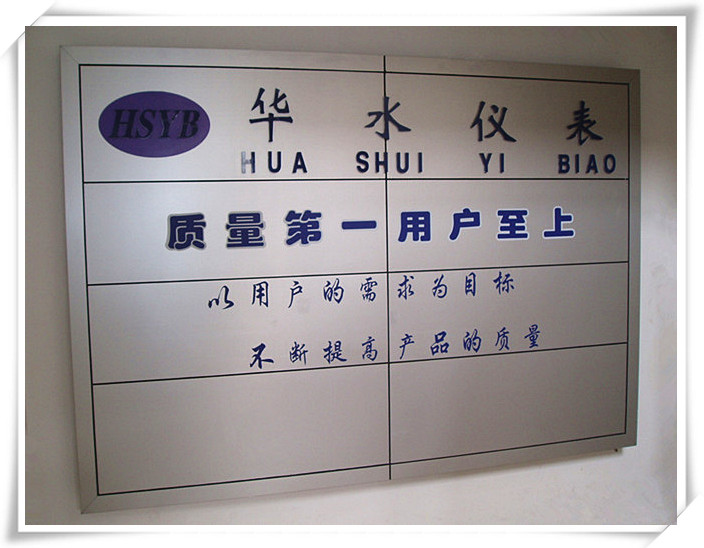 HSYB 华水仪表
HUA SHUI YI BIAO
质量第一用户至上
以用户的需求为目标
不断提高产品的质量